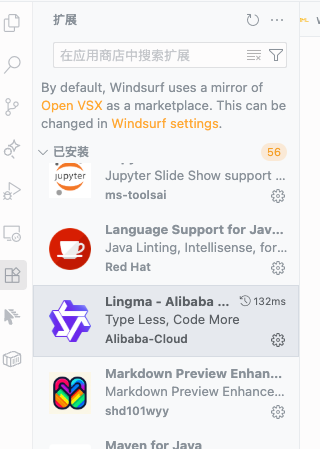 扩展
在应用商店中搜索扩展
By default, Windsurf uses a mirror of
Open VSX as a marketplace. This can be
changed in Windsurf settings.
已安装 56
jupyter
Jupyter Slide Show support ...
ms-toolsai
Language Support for Jav...
Java Linting, Intellisense, for...
Red Hat
Lingma - Alibaba ... 132ms
Type Less, Code More
Alibaba-Cloud
Markdown Preview Enhan...
Markdown Preview Enhance...
shd101wyy
Maven for Java